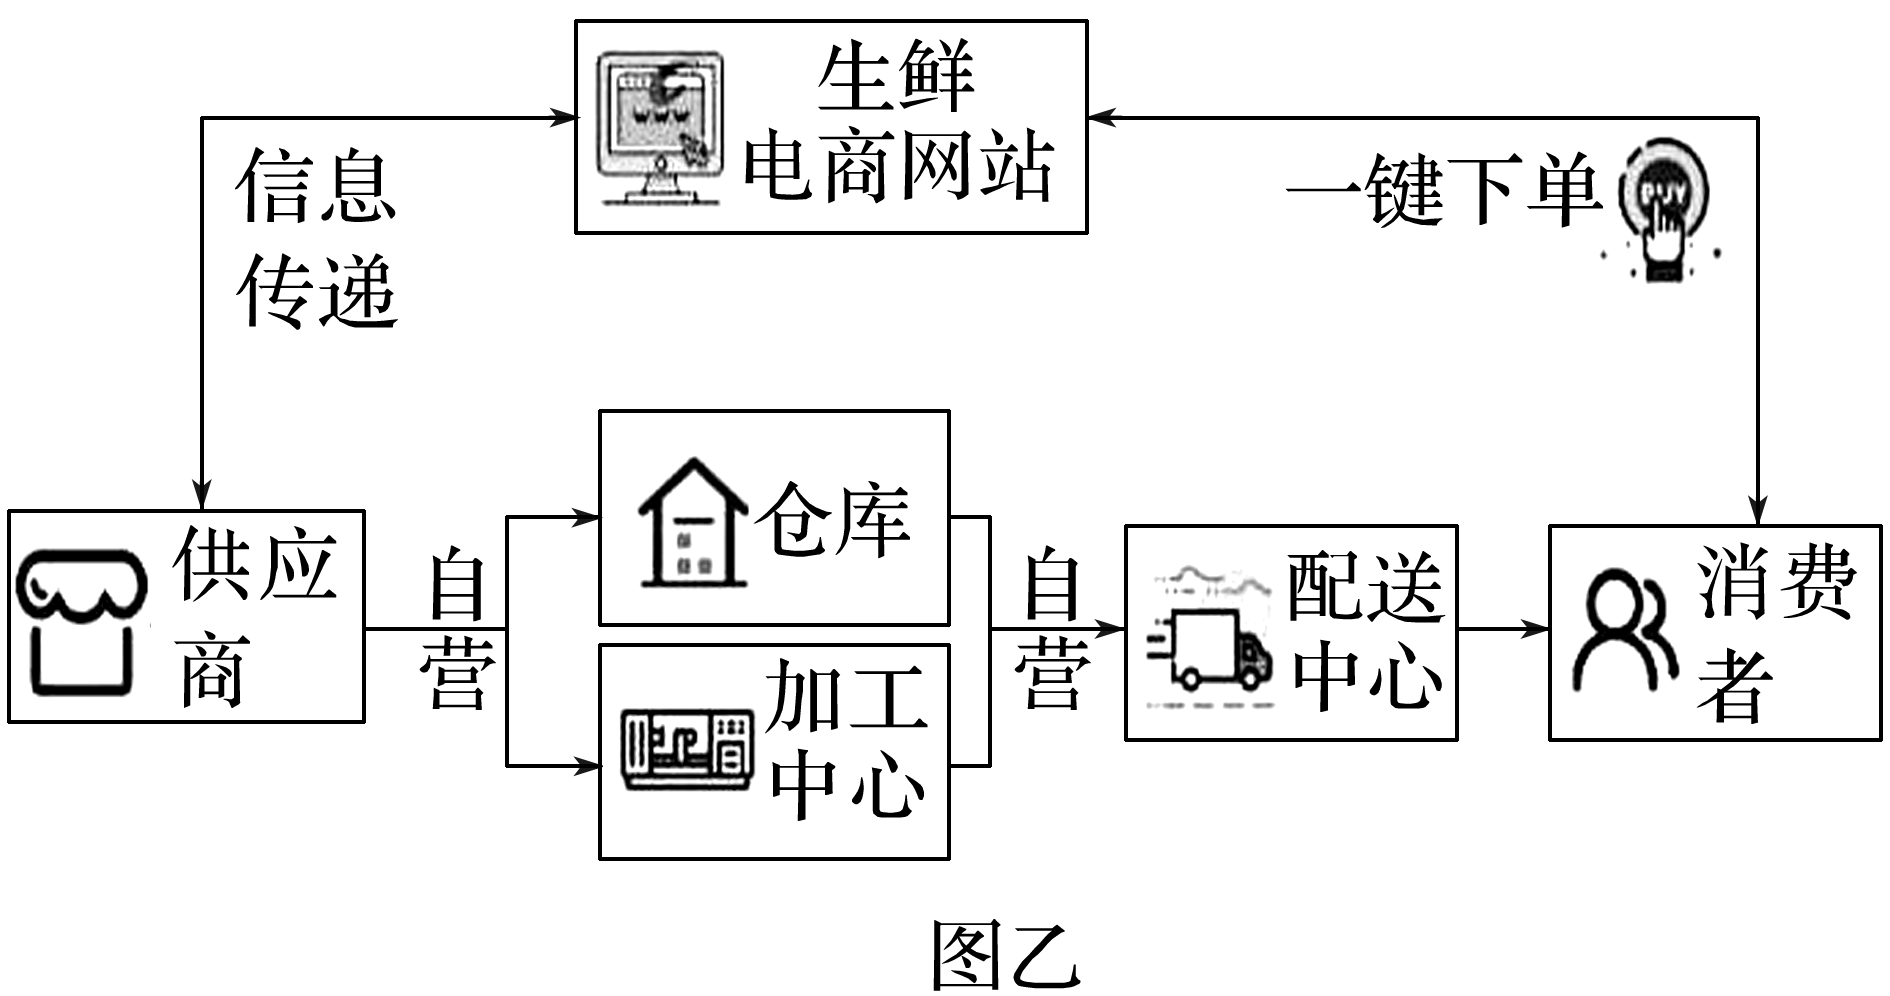 生鲜
电商网站
信息
传递
一键下单
BUY
供应
商
自
营
仓库
加工
中心
自
营
配送
中心
消费
者
图乙